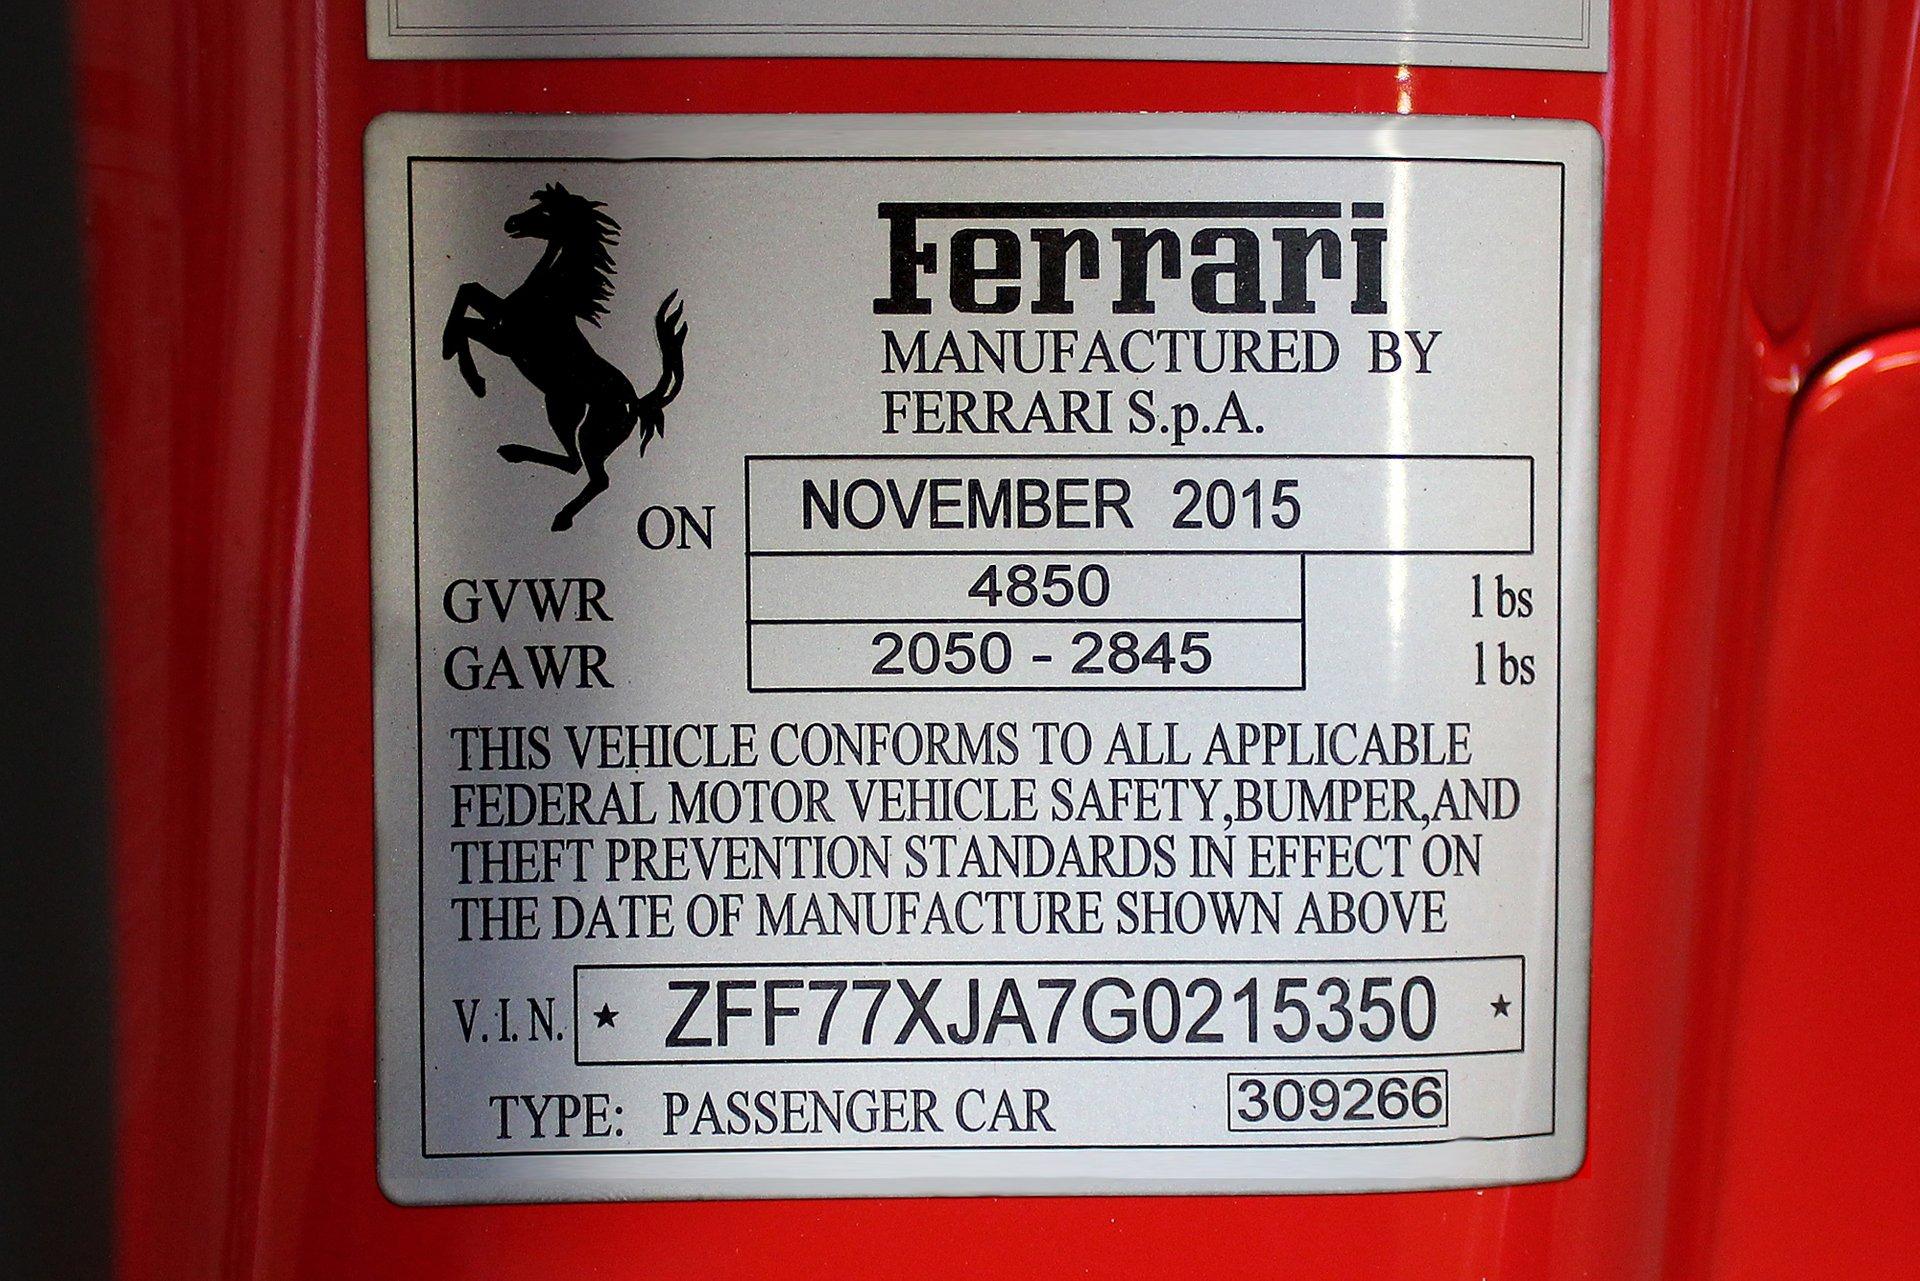 Ferrari
MANUFACTURED BY
FERRARI S.p.A.
ON NOVEMBER 2015
GVWR 4850 lbs
GAWR 2050 - 2845 lbs
THIS VEHICLE CONFORMS TO ALL APPLICABLE
FEDERAL MOTOR VEHICLE SAFETY,BUMPER,AND
THEFT PREVENTION STANDARDS IN EFFECT ON
THE DATE OF MANUFACTURE SHOWN ABOVE
V.I.N. ★ ZFF77XJA7G0215350 ★
TYPE: PASSENGER CAR 309266